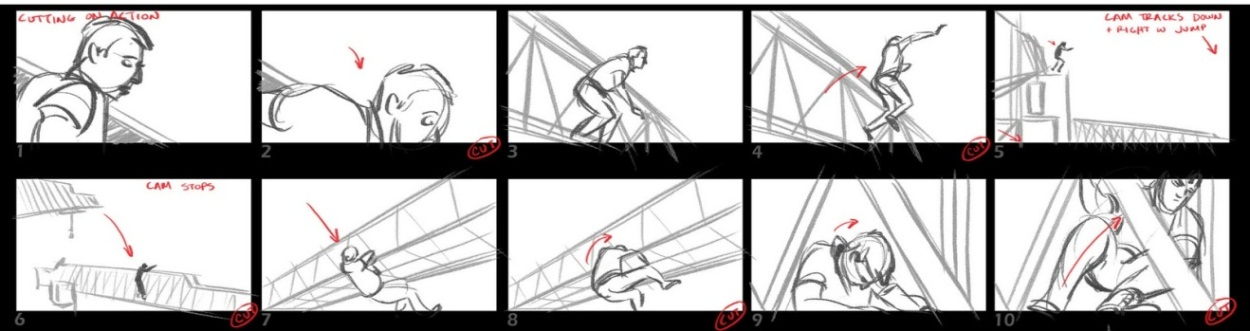 CUTTING ON ACTION
CAM TRACKS DOWN
+ RIGHT W JUMP
1
2
CUT
3
4
CUT
5
CAM STOPS
6
CUT
7
8
CUT
9
10
CUT